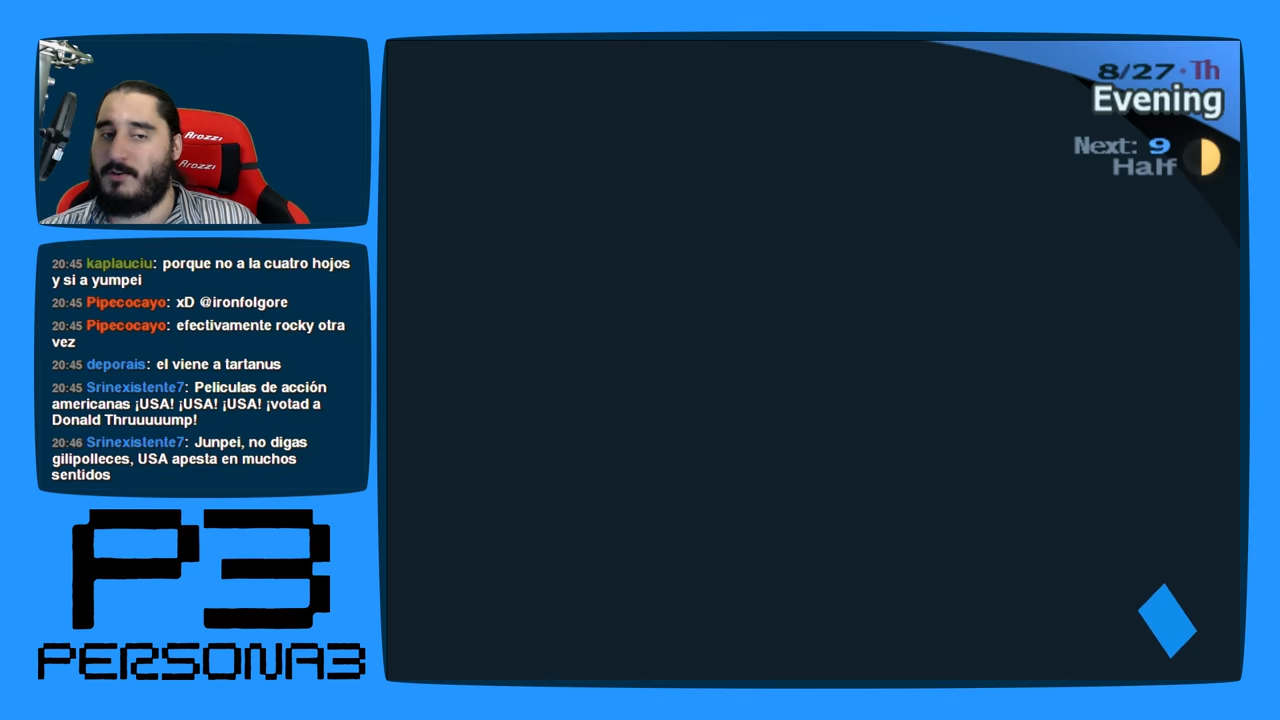 Arozzi
Arozzi
20:45 kaplauciu: porque no a la cuatro hojos
y si a yumpei
20:45 Pipecocayo: xD @ironfolgore
20:45 Pipecocayo: efectivamente rocky otra
vez
20:45 deporais: el viene a tartanus
20:45 Srinexistente7: Peliculas de acción
americanas ¡USA! ¡USA! ¡USA! ¡votad a
Donald Thruuuuump!
20:46 Srinexistente7: Junpei, no digas
gilipolleces, USA apesta en muchos
sentidos
P3
PERSONA3
8/27・Th
Evening
Next: 9
Half